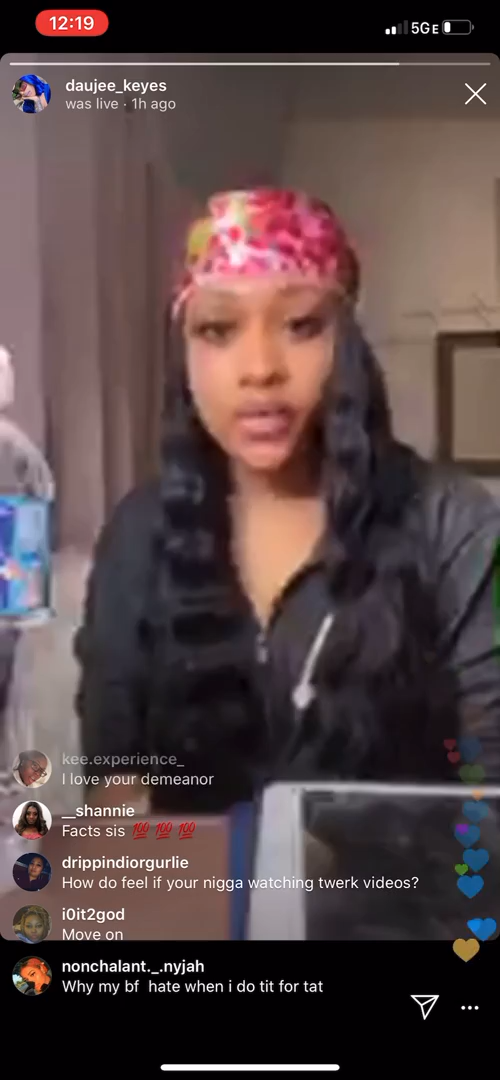 12:19
5GE
daujee_keyes
was live · 1h ago
kee.experience_
I love your demeanor
__shannie
Facts sis 💯 💯 💯
drippindiorgurlie
How do feel if your nigga watching twerk videos?
i0it2god
Move on
nonchalant._.nyjah
Why my bf  hate when i do tit for tat